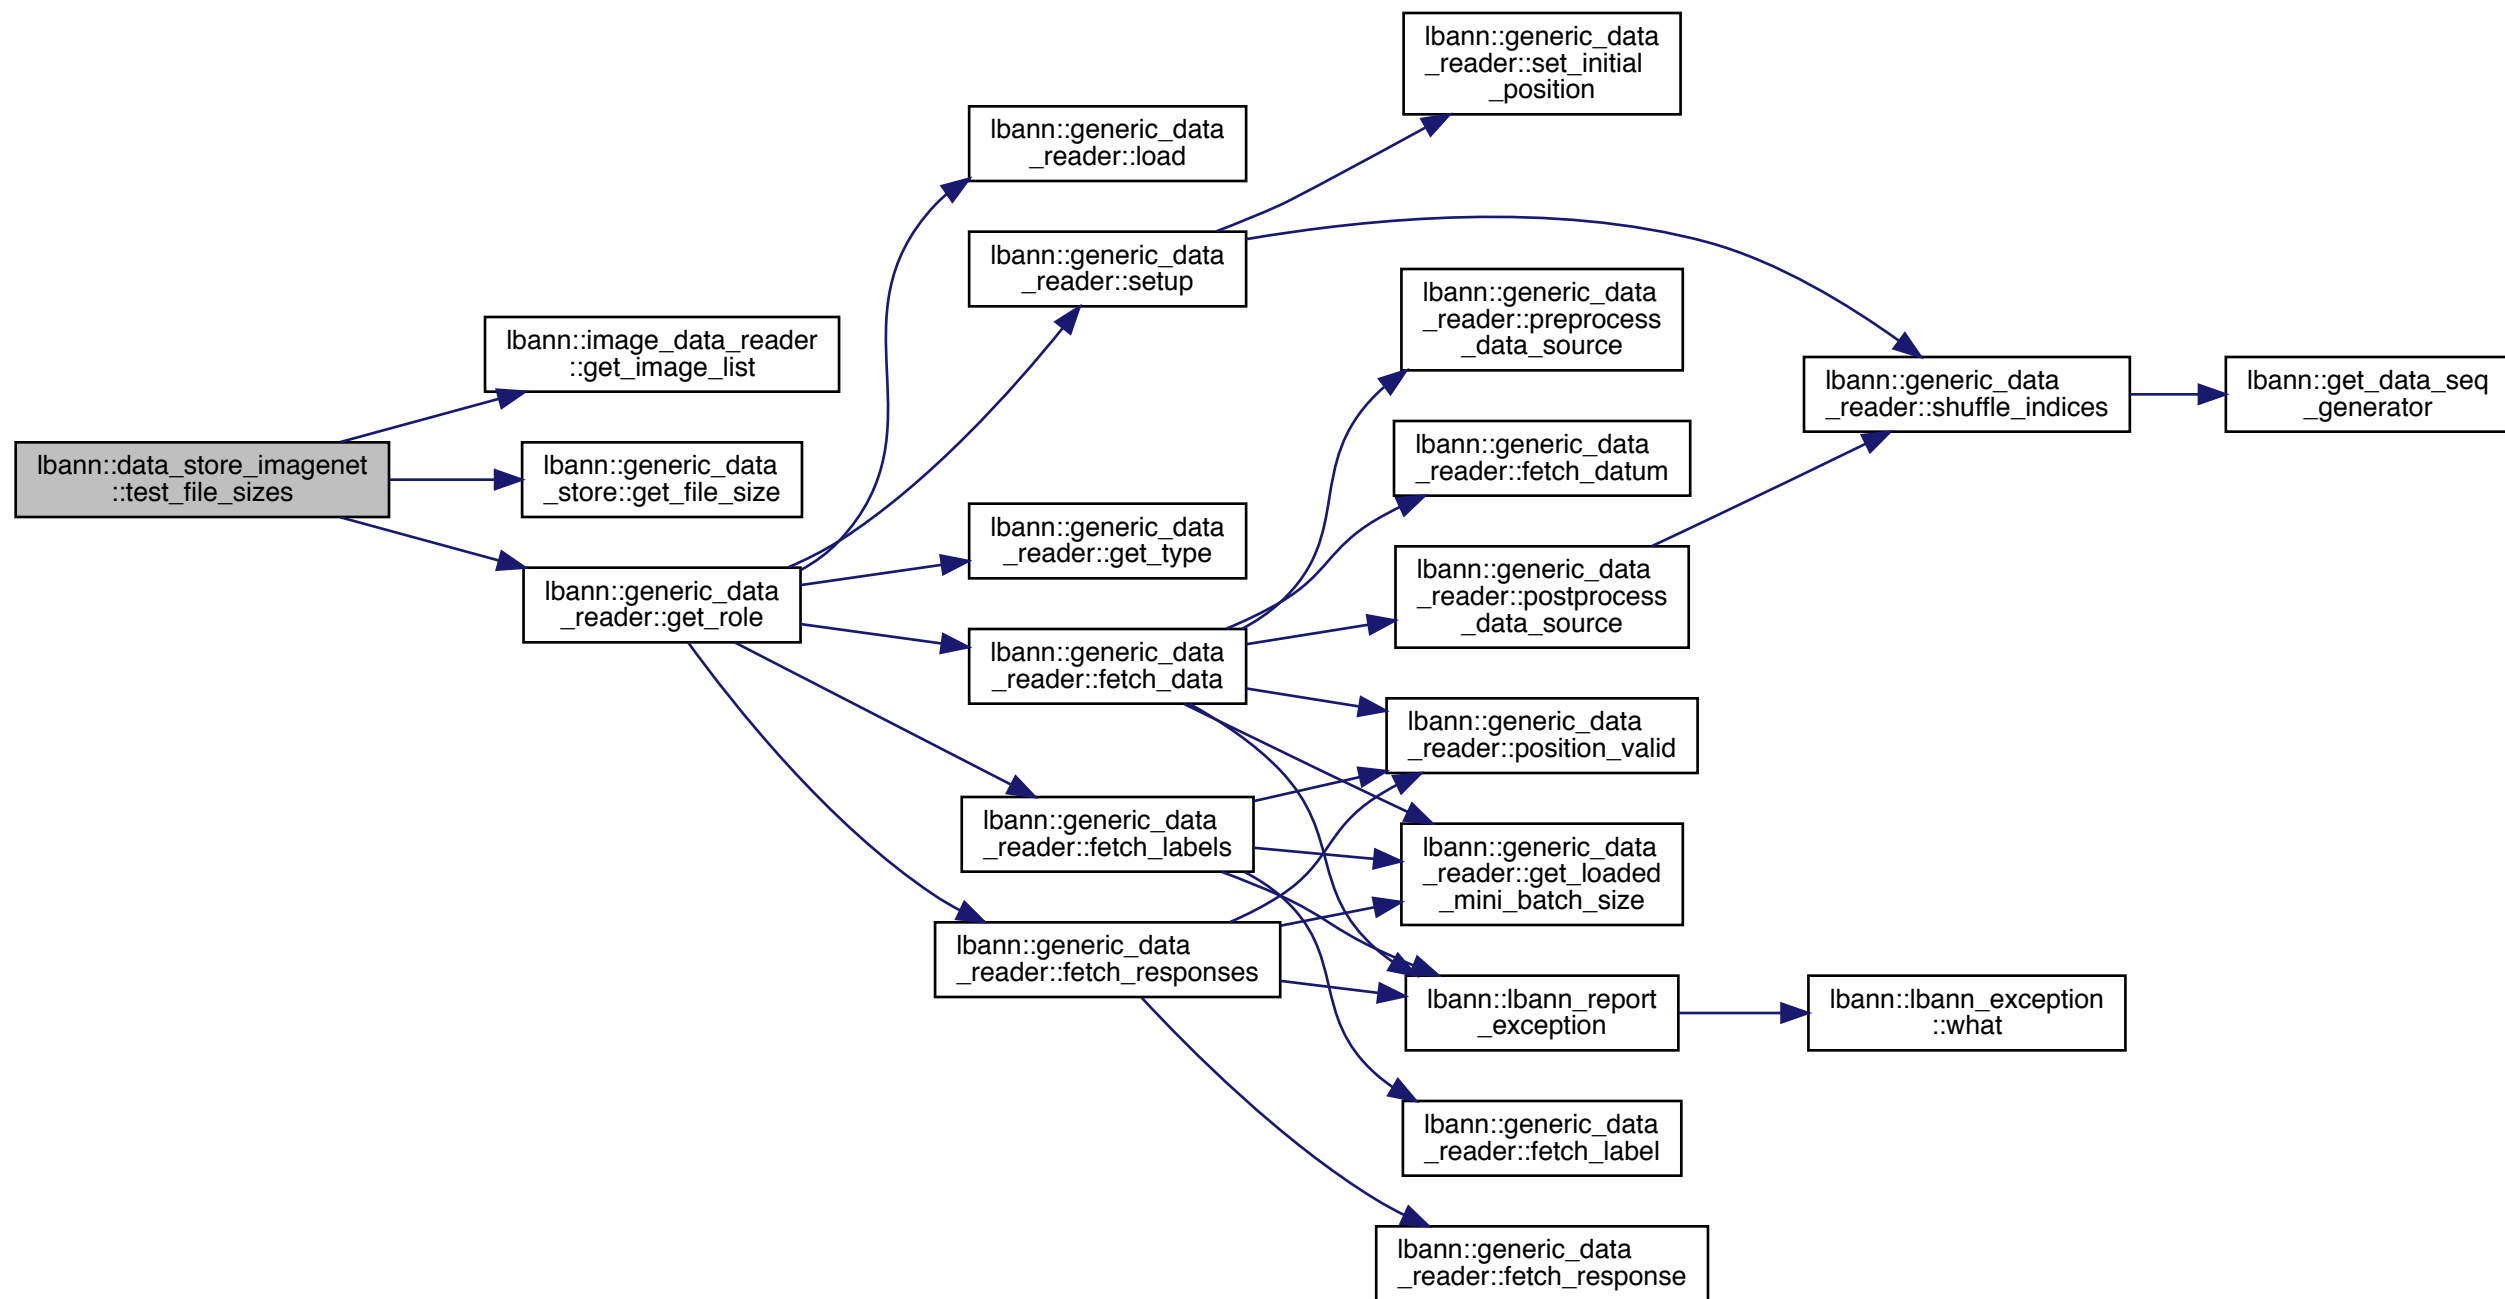 lbann::data_store_imagenet
::test_file_sizes
lbann::image_data_reader
::get_image_list
lbann::generic_data
_store::get_file_size
lbann::generic_data
_reader::get_role
lbann::generic_data
_reader::load
lbann::generic_data
_reader::setup
lbann::generic_data
_reader::get_type
lbann::generic_data
_reader::fetch_data
lbann::generic_data
_reader::fetch_labels
lbann::generic_data
_reader::fetch_responses
lbann::generic_data
_reader::set_initial
_position
lbann::generic_data
_reader::preprocess
_data_source
lbann::generic_data
_reader::fetch_datum
lbann::generic_data
_reader::postprocess
_data_source
lbann::generic_data
_reader::position_valid
lbann::generic_data
_reader::get_loaded
_mini_batch_size
lbann::lbann_report
_exception
lbann::generic_data
_reader::fetch_label
lbann::generic_data
_reader::fetch_response
lbann::generic_data
_reader::shuffle_indices
lbann::lbann_exception
::what
lbann::get_data_seq
_generator